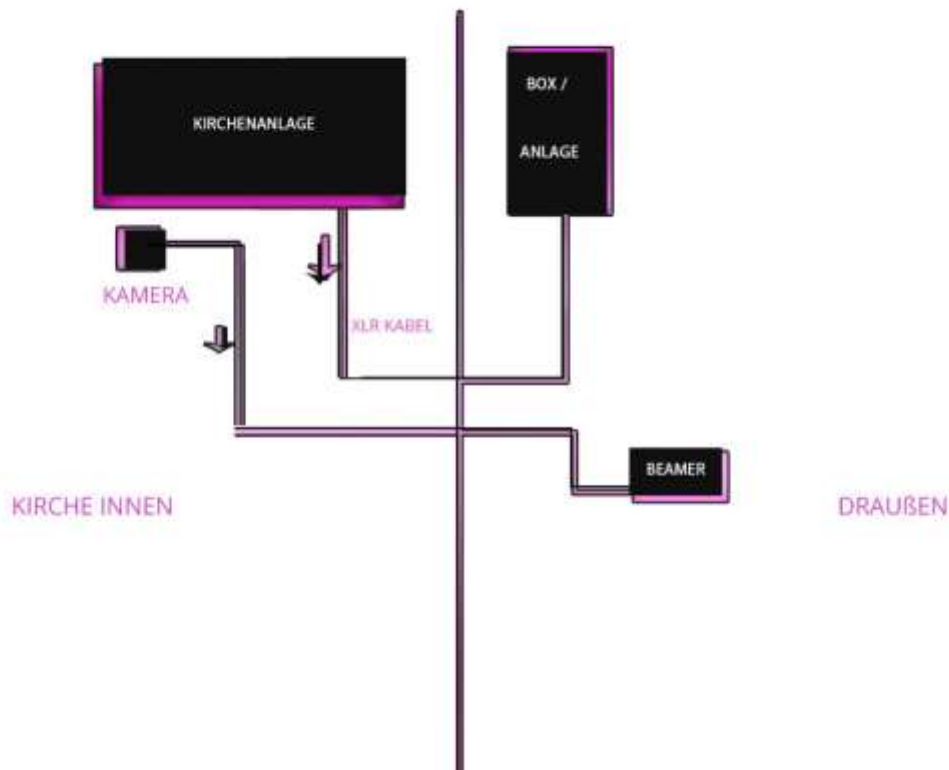 KIRCHENANLAGE
BOX /
ANLAGE
KAMERA
XLR KABEL
BEAMER
KIRCHE INNEN
DRAUßEN